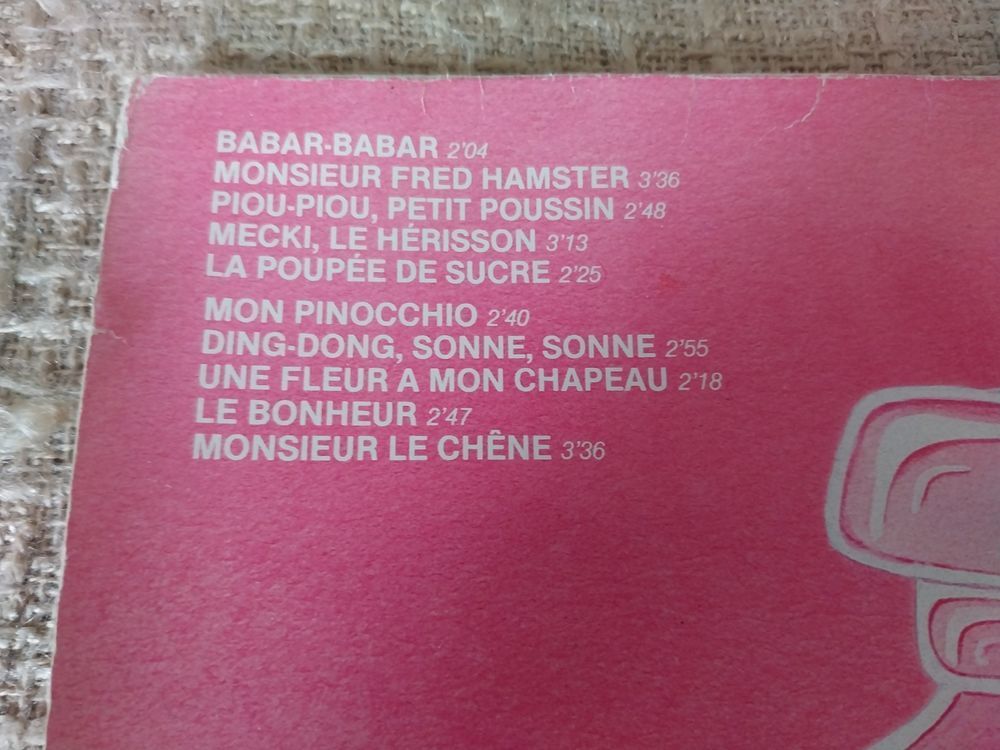 BABAR-BABAR 2'04
MONSIEUR FRED HAMSTER 3'36
PIOU-PIOU, PETIT POUSSIN 2'48
MECKI, LE HÉRISSON 3'13
LA POUPÉE DE SUCRE 2'25
MON PINOCCHIO 2'40
DING-DONG, SONNE, SONNE 2'55
UNE FLEUR A MON CHAPEAU 2'18
LE BONHEUR 2'47
MONSIEUR LE CHÊNE 3'36